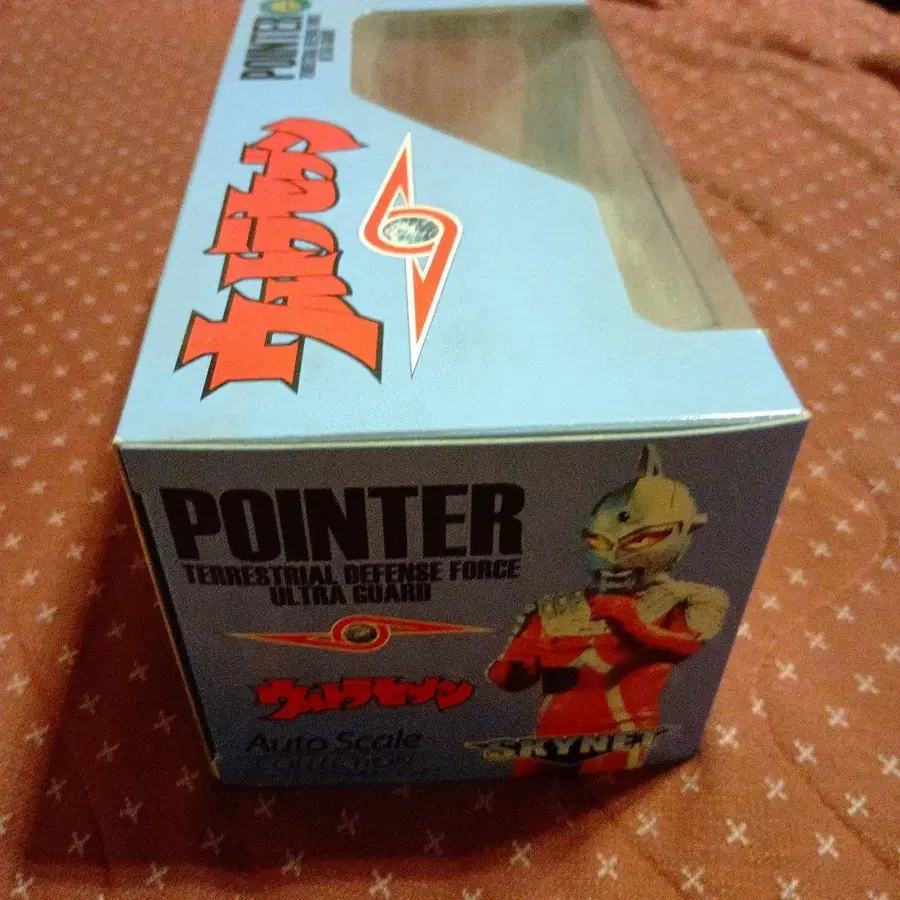 POINTER
ウルトラセブン
POINTER
TERRESTRIAL DEFENSE FORCE
ULTRA GUARD
ウルトラセブン
Auto Scale
COLLECTION
SKYNET